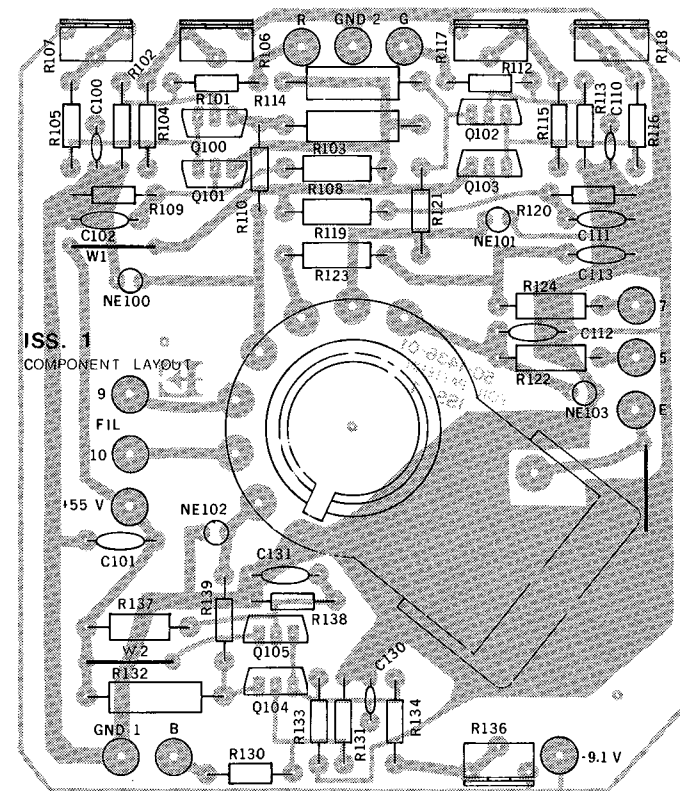 R- GND 2 G
R107
R102
R106
R117
R112
R118
R101
R114
C100
R105
R104
Q100
Q102
R115
R113
C110
R116
Q101
R110
R103
Q103
R109
R108
R121
R120
C102
W1
R119
NE101
C111
R123
C113
NE100
R124
7
ISS. 1
C112
COMPONENT LAYOUT
R122
5
9
NE103
E
FIL
10
+55 V
NE102
C101
C131
R139
R137
R138
W2
Q105
R132
C130
Q104
GND 1 B
R133
R131
R134
R136
R130
-9.1 V